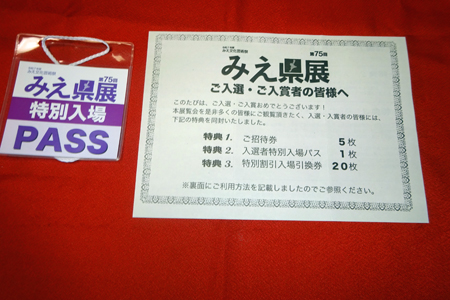 第75回
みえ県展
特別入場
PASS
第75回
みえ県展
ご入選・ご入賞者の皆様へ
このたびは、ご入選・ご入賞おめでとうございます！
本展覧会を是非多くの皆様にご観覧頂きたく、入選・入賞者の皆様には、
下記の特典を同封いたしました。
特典1. ご招待券 5枚
特典2. 入選者特別入場パス 1枚
特典3. 特別割引入場引換券 20枚
※裏面にご利用方法を記載しましたのでご参照ください。